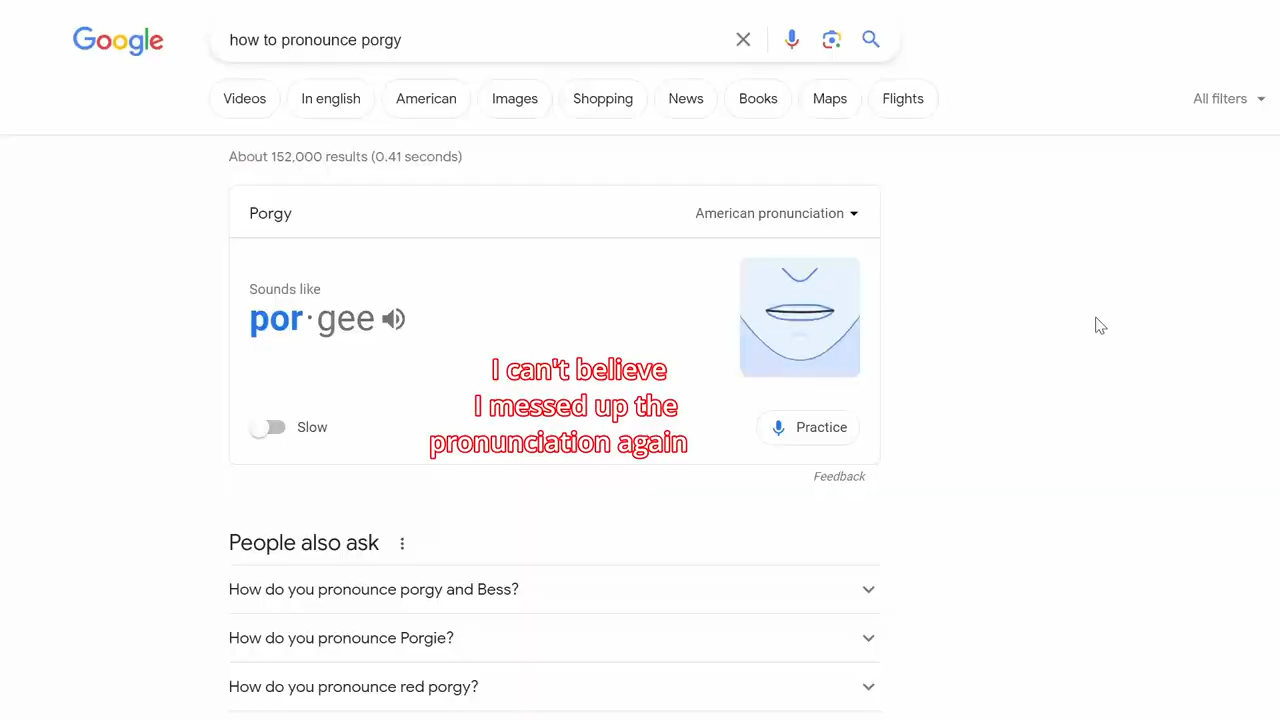 Google
how to pronounce porgy
Videos
In english
American
Images
Shopping
News
Books
Maps
Flights
All filters
About 152,000 results (0.41 seconds)
Porgy
American pronunciation
Sounds like
por·gee
I can't believe
I messed up the
pronunciation again
Slow
Practice
Feedback
People also ask
How do you pronounce porgy and Bess?
How do you pronounce Porgie?
How do you pronounce red porgy?